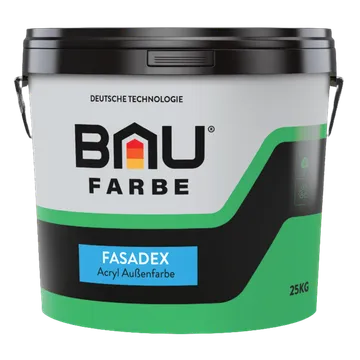 DEUTSCHE TECHNOLOGIE
BAU®
FARBE
FASADEX
Acryl Außenfarbe
25KG